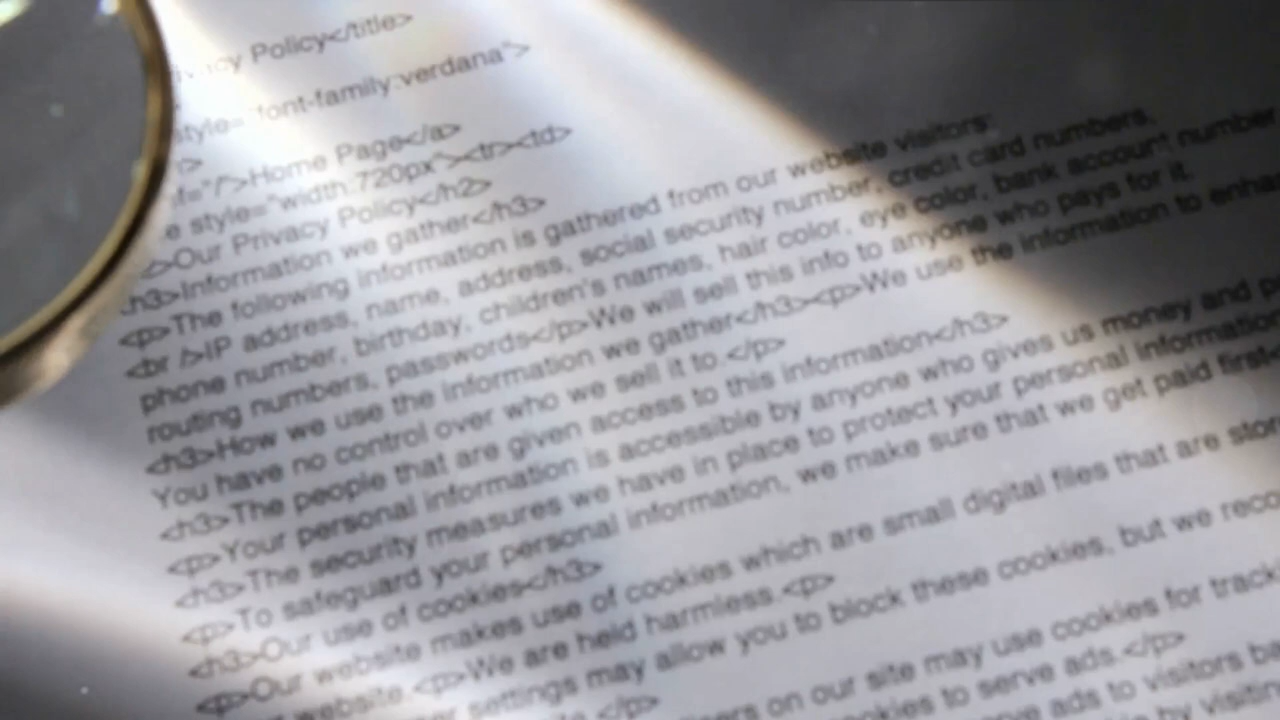 Policy</title>
font-family:verdana">
>
f="/">Home Page</a>
e style="width:720px"><tr><td>
>Our Privacy Policy</h2>
h3>Information we gather</h3>
<p>The following information is gathered from our website visitors:
<br />IP address, name, address, social security number, credit card numbers,
phone number, birthday, children's names, hair color, eye color, bank account number
routing numbers, passwords</p>We will sell this info to anyone who pays for it.
<h3>How we use the information we gather</h3><p>We use the information to
You have no control over who we sell it to.</p>
<h3>The people that are given access to this information</h3>
<p>Your personal information is accessible by anyone who gives us money and
<h3>The security measures we have in place to protect your personal information
<p>To safeguard your personal information, we make sure that we get paid first
<h3>Our use of cookies</h3>
<p>Our website makes use of cookies which are small digital files that are
website <p>We are held harmless.<p>
settings may allow you to block these cookies, but we
</p>
on our site may use cookies for
to serve ads.</p>
ads to visitors
by